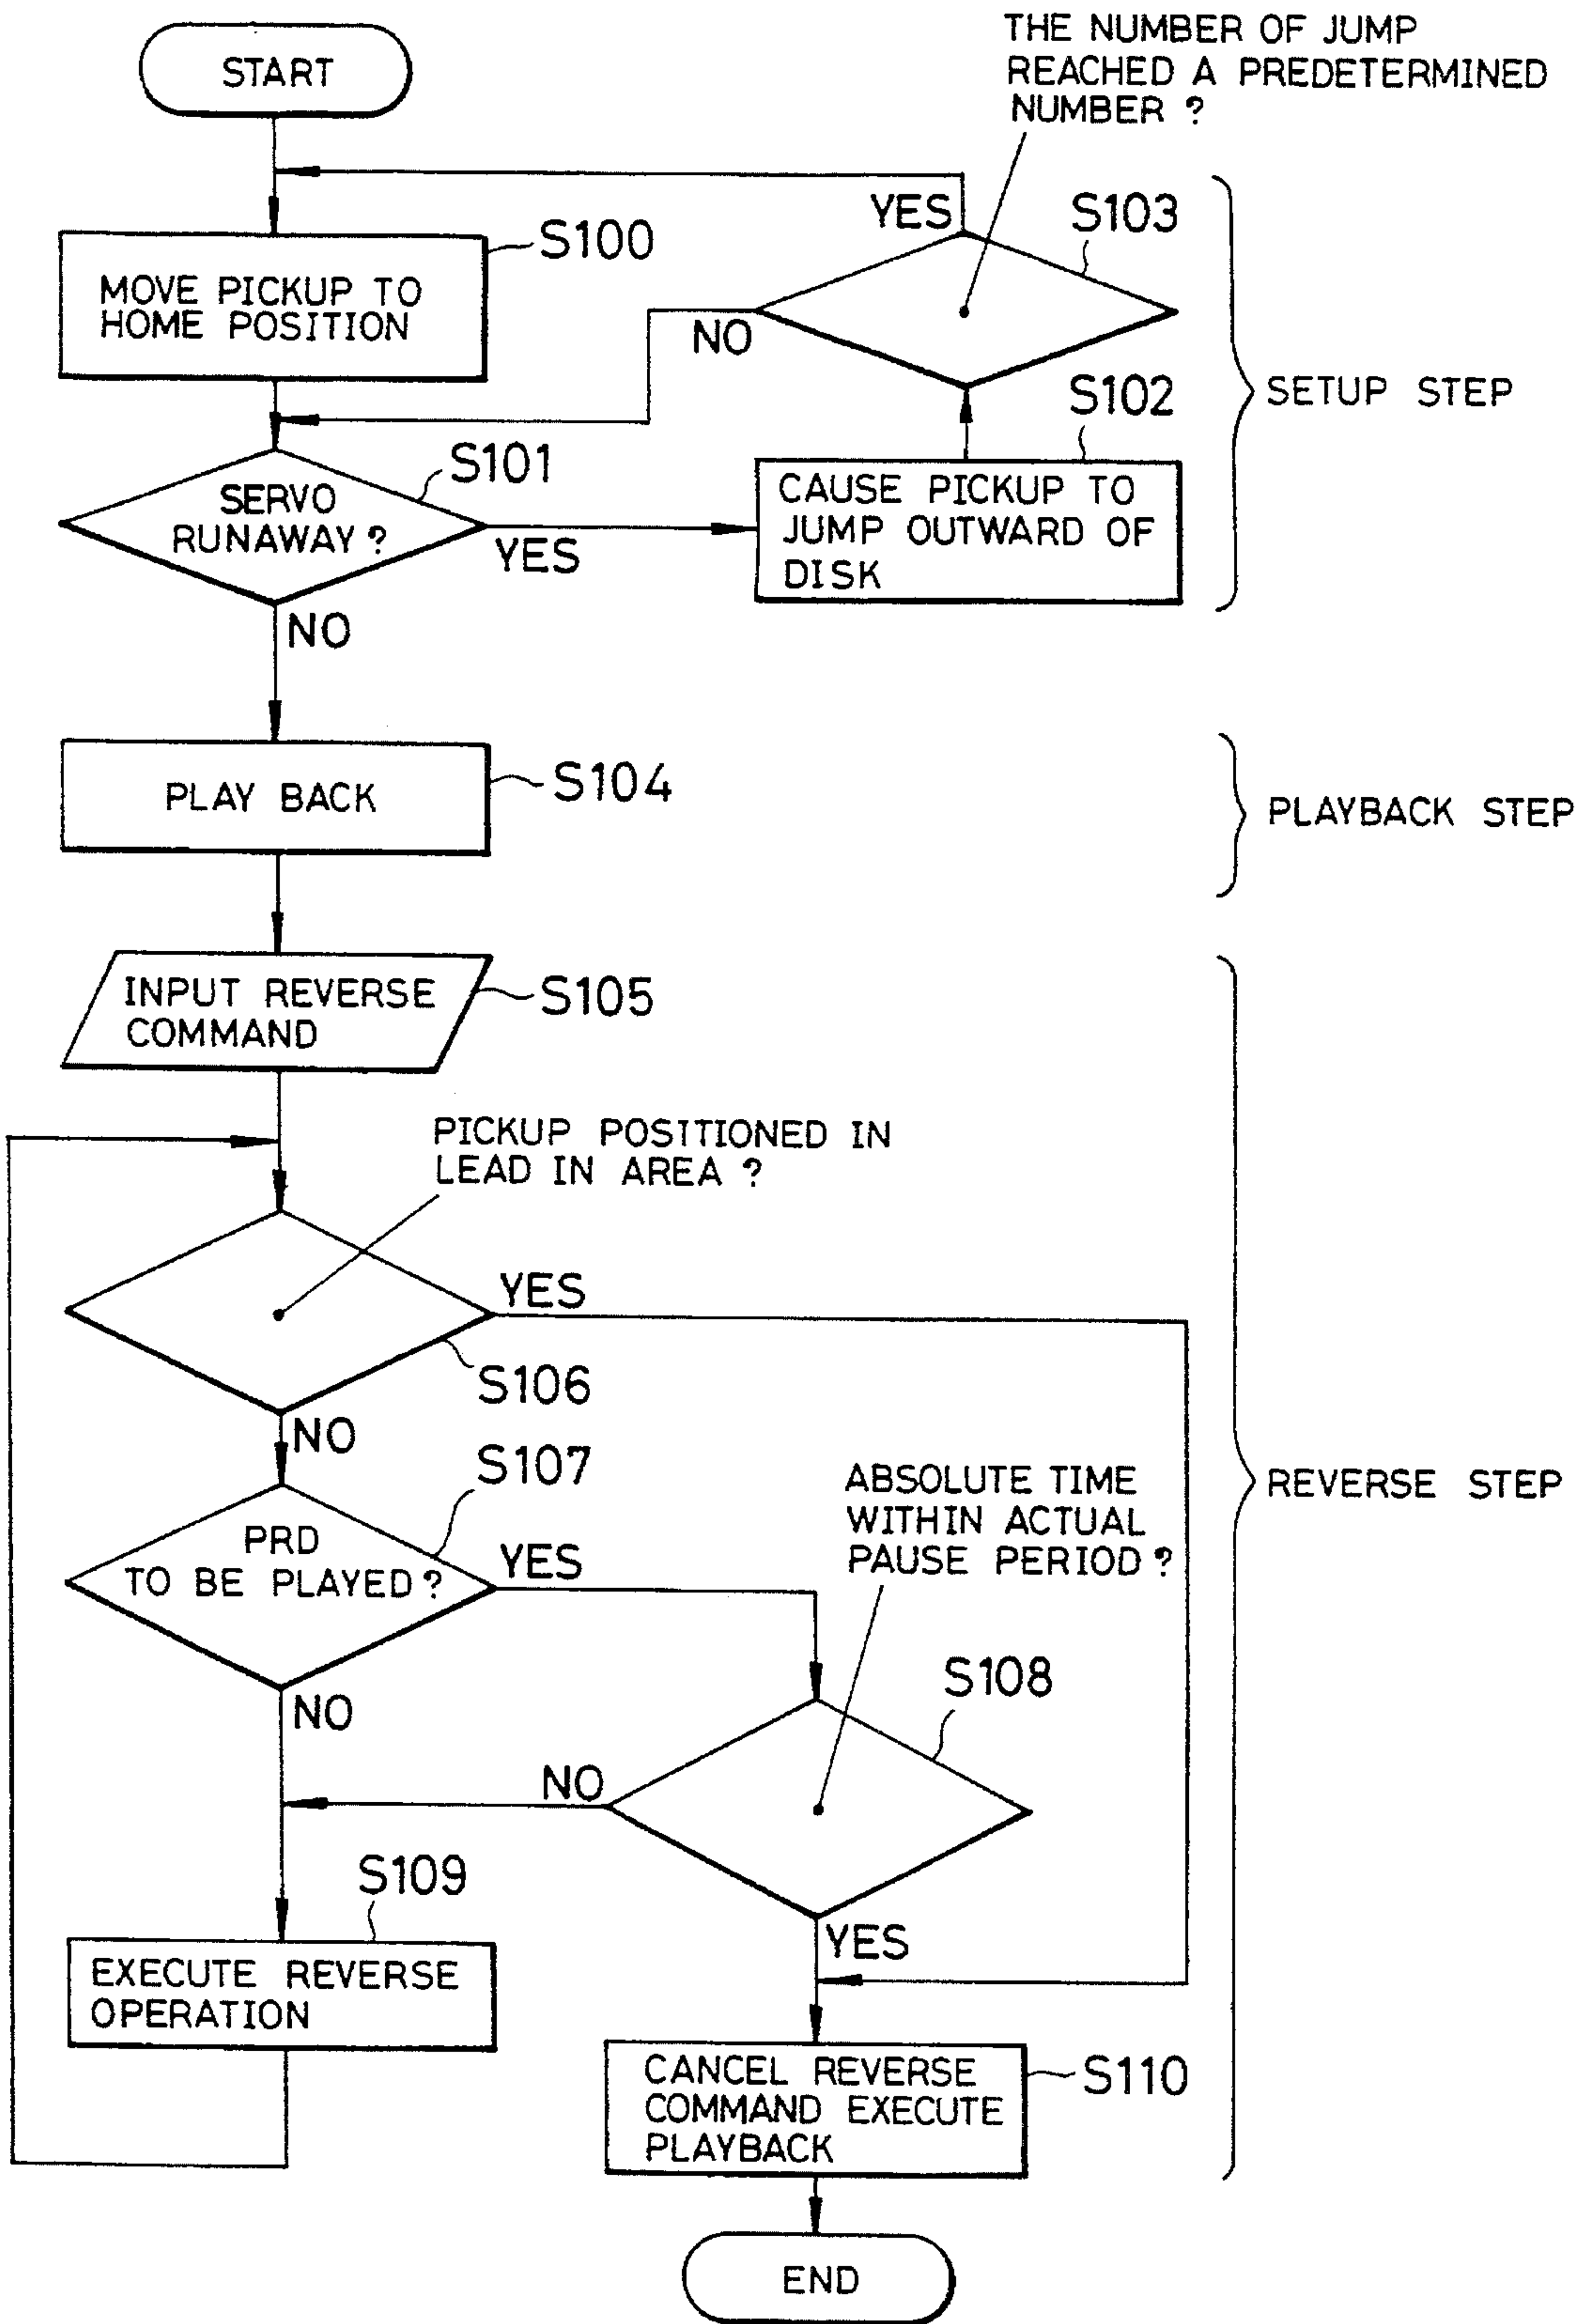 START
THE NUMBER OF JUMP
REACHED A PREDETERMINED
NUMBER ?
YES
S103
S100
MOVE PICKUP TO
HOME POSITION
NO
SETUP STEP
S102
S101
SERVO
RUNAWAY ?
YES
CAUSE PICKUP TO
JUMP OUTWARD OF
DISK
NO
PLAY BACK
S104
PLAYBACK STEP
INPUT REVERSE
COMMAND
S105
PICKUP POSITIONED IN
LEAD IN AREA ?
YES
S106
NO
S107
PRD
TO BE PLAYED ?
YES
ABSOLUTE TIME
WITHIN ACTUAL
PAUSE PERIOD ?
REVERSE STEP
S108
NO
NO
S109
EXECUTE REVERSE
OPERATION
YES
CANCEL REVERSE
COMMAND EXECUTE
PLAYBACK
S110
END